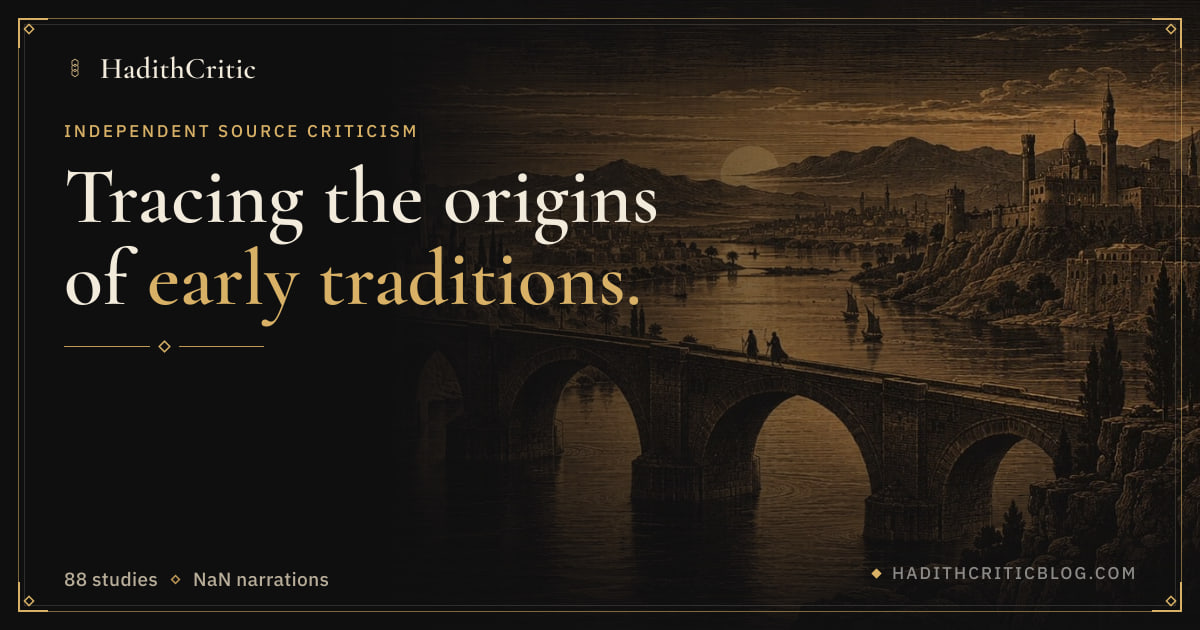 HadithCritic
INDEPENDENT SOURCE CRITICISM
Tracing the origins
of early traditions.
88 studies ◇ NaN narrations
◆ HADITHCRITICBLOG.COM